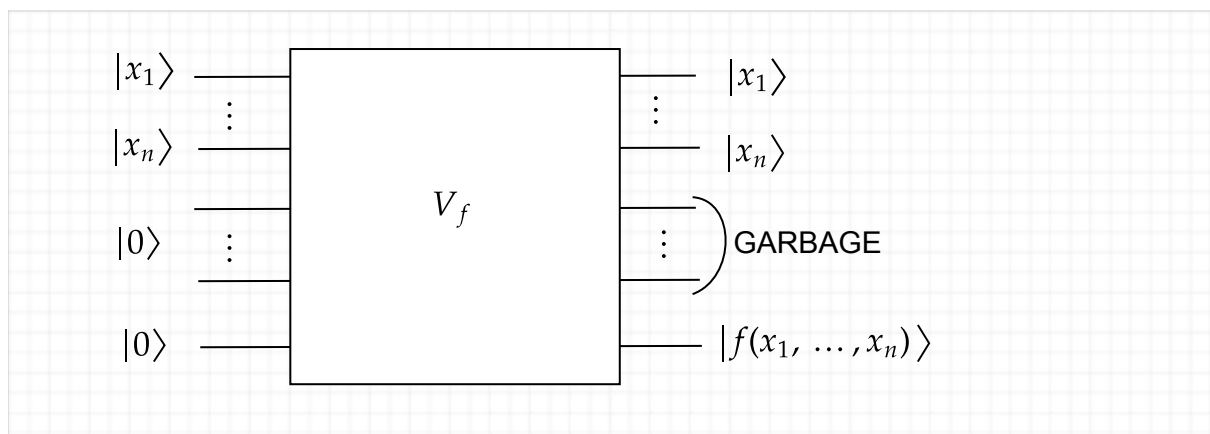 |x₁⟩ |x₁⟩
⋮ ⋮
|xₙ⟩ |xₙ⟩
V_f
|0⟩ ⋮ ⋮ GARBAGE
|0⟩ |f(x₁, …, xₙ)⟩